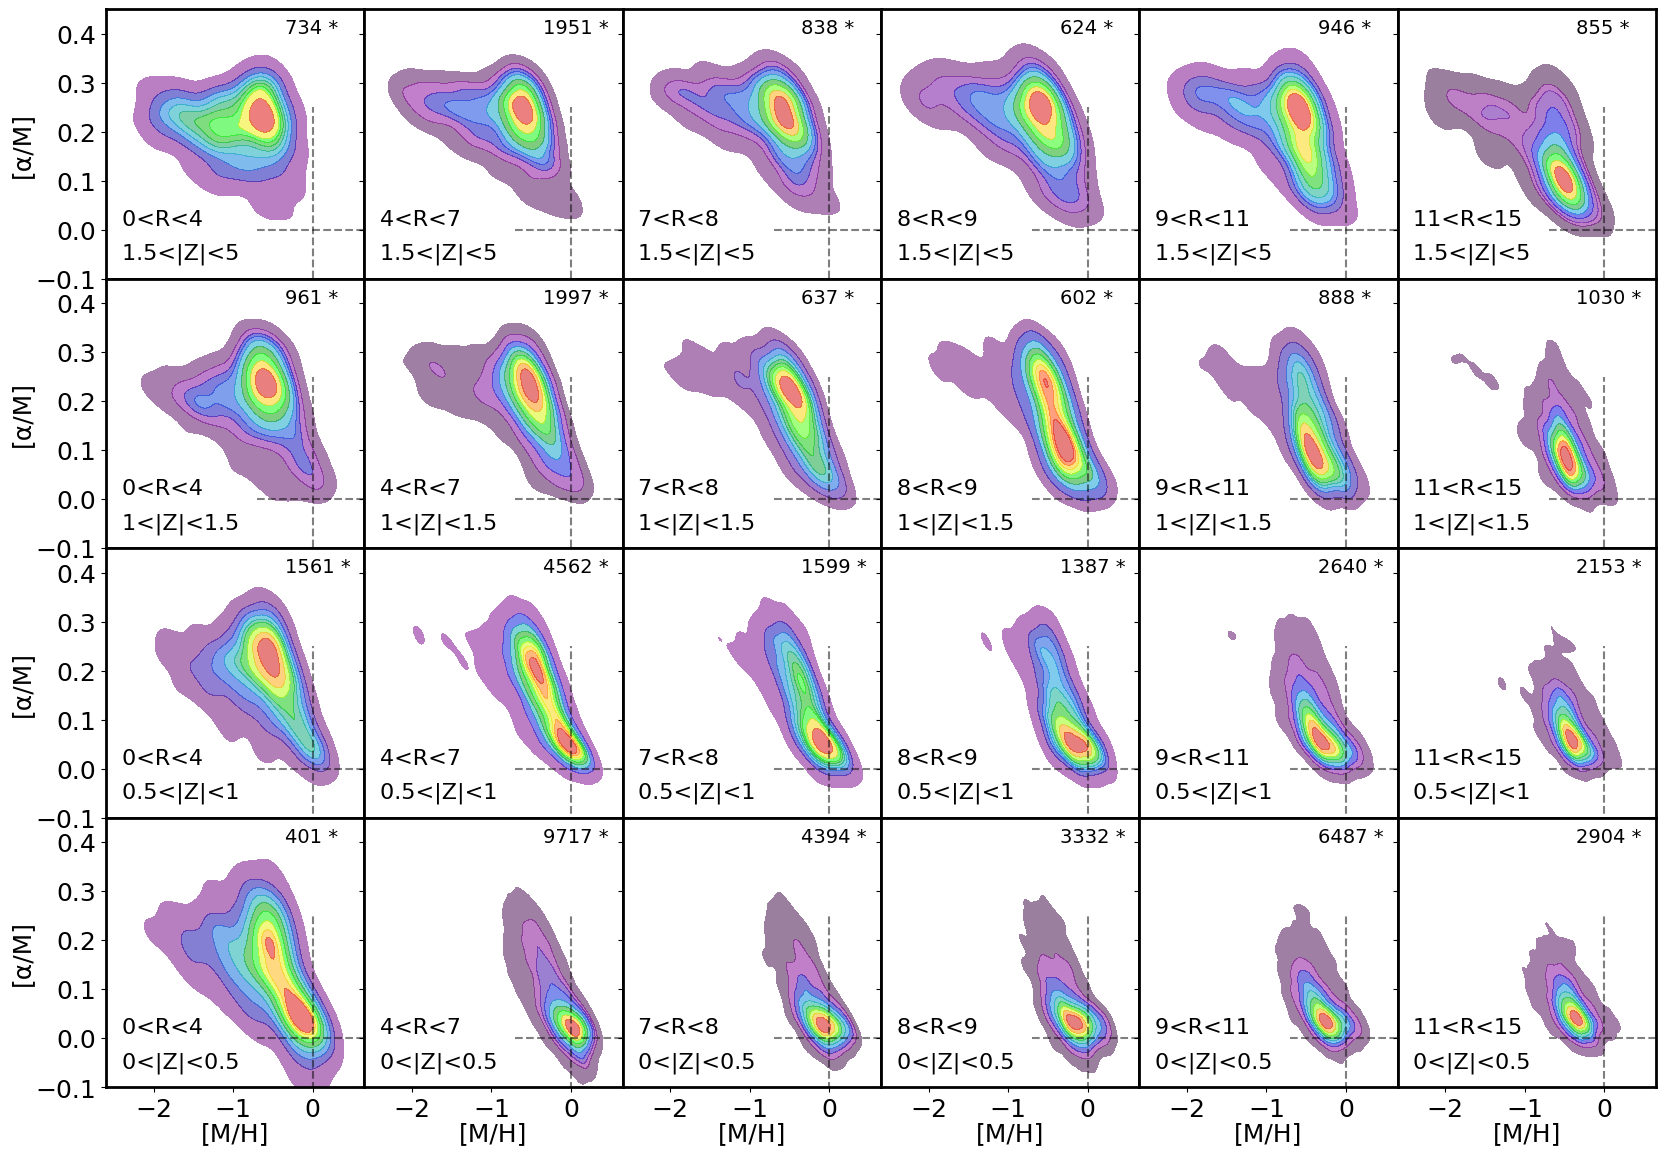 734 *
1951 *
838 *
624 *
946 *
855 *
0.4
0.3
0.2
0.1
0.0
−0.1
[α/M]
0<R<4
1.5<|Z|<5
4<R<7
1.5<|Z|<5
7<R<8
1.5<|Z|<5
8<R<9
1.5<|Z|<5
9<R<11
1.5<|Z|<5
11<R<15
1.5<|Z|<5
961 *
1997 *
637 *
602 *
888 *
1030 *
0.4
0.3
0.2
0.1
0.0
−0.1
[α/M]
0<R<4
1<|Z|<1.5
4<R<7
1<|Z|<1.5
7<R<8
1<|Z|<1.5
8<R<9
1<|Z|<1.5
9<R<11
1<|Z|<1.5
11<R<15
1<|Z|<1.5
1561 *
4562 *
1599 *
1387 *
2640 *
2153 *
0.4
0.3
0.2
0.1
0.0
−0.1
[α/M]
0<R<4
0.5<|Z|<1
4<R<7
0.5<|Z|<1
7<R<8
0.5<|Z|<1
8<R<9
0.5<|Z|<1
9<R<11
0.5<|Z|<1
11<R<15
0.5<|Z|<1
401 *
9717 *
4394 *
3332 *
6487 *
2904 *
0.4
0.3
0.2
0.1
0.0
−0.1
[α/M]
0<R<4
0<|Z|<0.5
4<R<7
0<|Z|<0.5
7<R<8
0<|Z|<0.5
8<R<9
0<|Z|<0.5
9<R<11
0<|Z|<0.5
11<R<15
0<|Z|<0.5
−2 −1 0
−2 −1 0
−2 −1 0
−2 −1 0
−2 −1 0
−2 −1 0
[M/H]
[M/H]
[M/H]
[M/H]
[M/H]
[M/H]